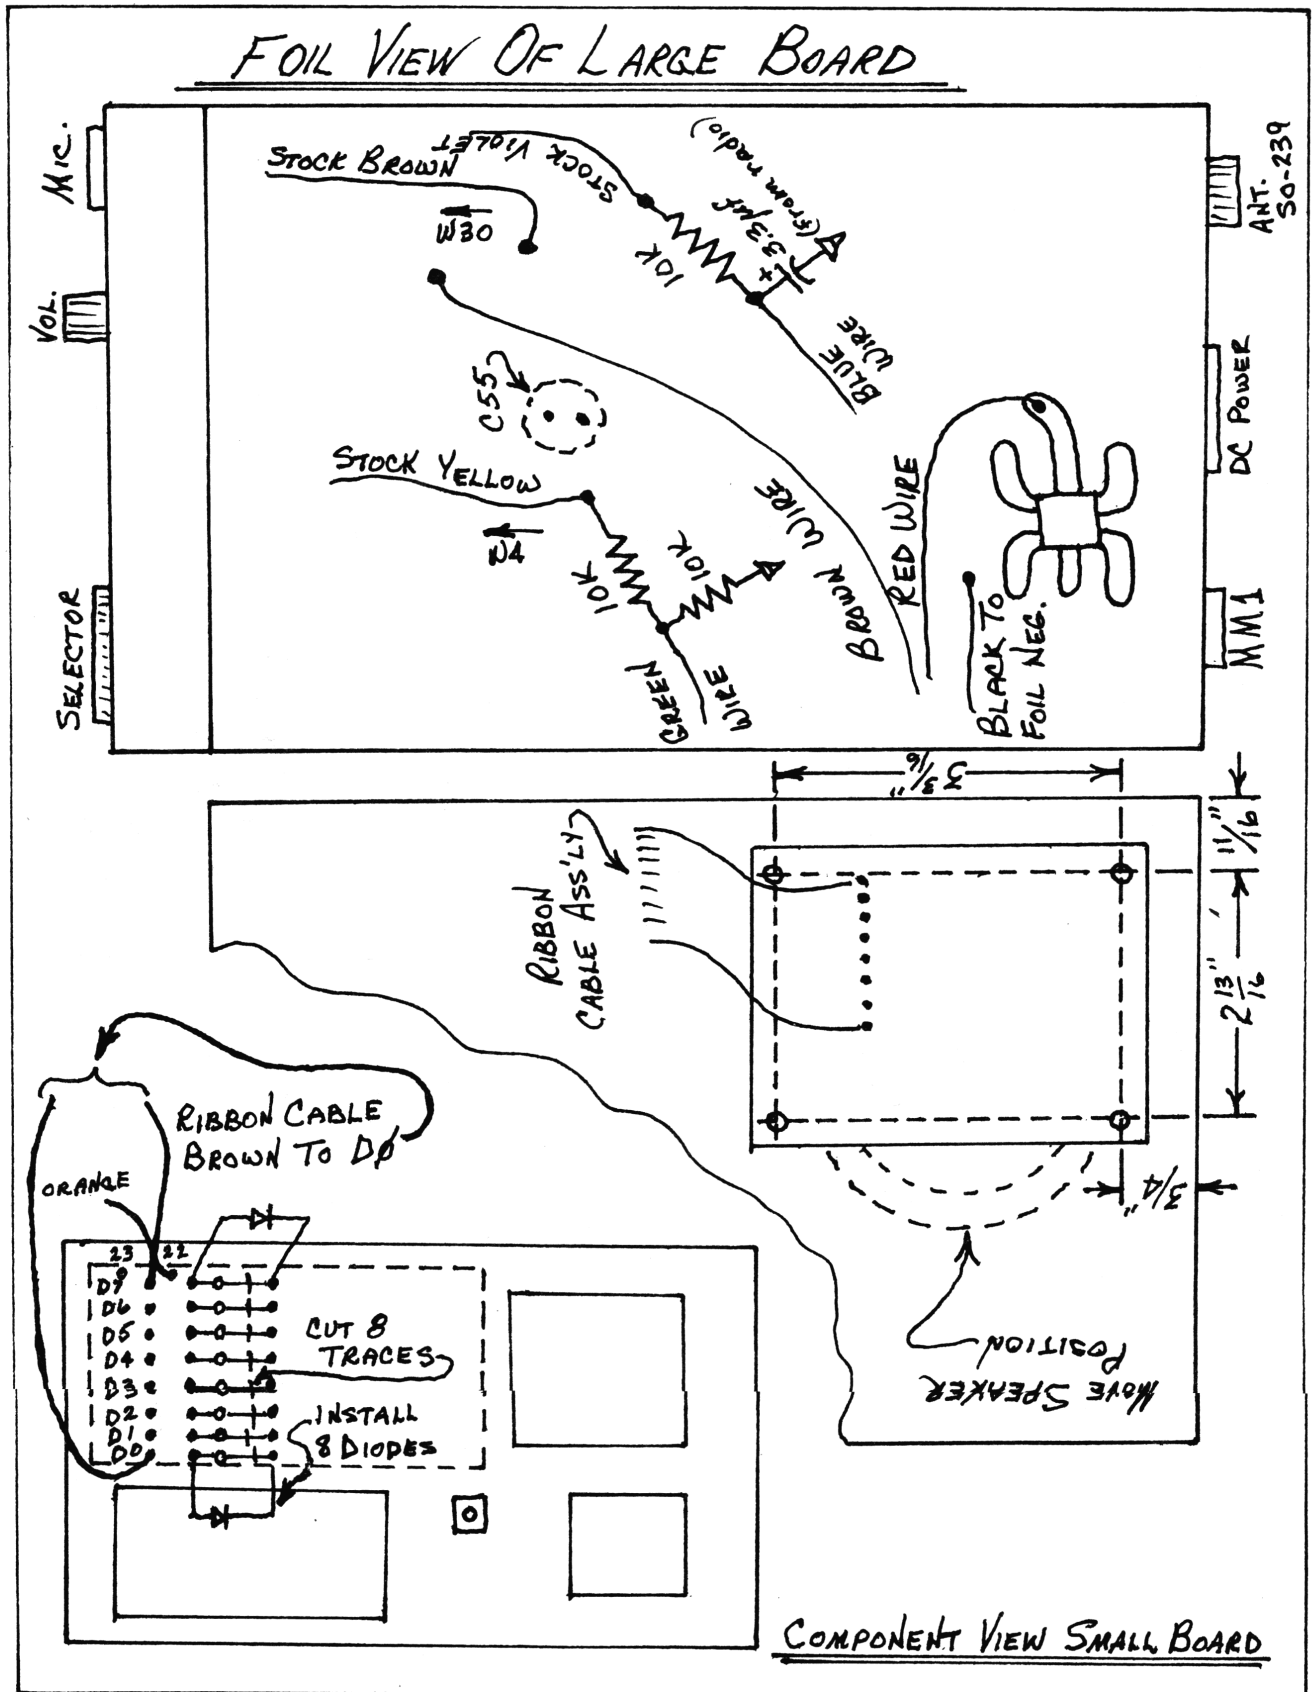 FOIL VIEW OF LARGE BOARD
MIC.
VOL.
SELECTOR
ANT.
SO-239
DC POWER
MM1
STOCK BROWN
W30
STOCK VIOLET
10K
+ 3.3µF
(from radio)
BLUE
WIRE
C55
STOCK YELLOW
W4
10K
10K
GREEN
WIRE
BROWN WIRE
RED WIRE
BLACK TO
FOIL NEG.
3 3/16"
11/16"
2 13/16"
3/4"
RIBBON
CABLE ASS'LY
MOVE SPEAKER
POSITION
RIBBON CABLE
BROWN TO DØ
ORANGE
23 22
D7
D6
D5
D4
D3
D2
D1
D0
CUT 8
TRACES
INSTALL
8 DIODES
COMPONENT VIEW SMALL BOARD